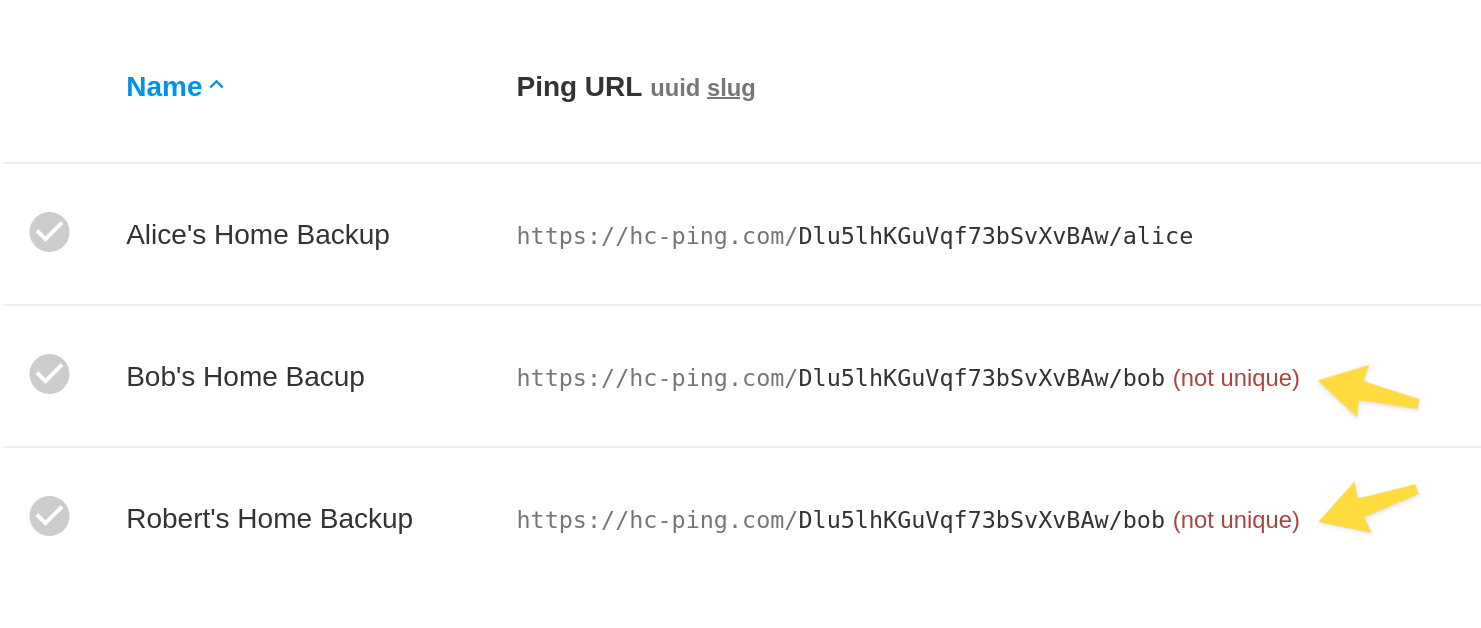 Name Ping URL uuid slug
Alice's Home Backup https://hc-ping.com/Dlu5lhKGuVqf73bSvXvBAw/alice
Bob's Home Bacup https://hc-ping.com/Dlu5lhKGuVqf73bSvXvBAw/bob (not unique)
Robert's Home Backup https://hc-ping.com/Dlu5lhKGuVqf73bSvXvBAw/bob (not unique)